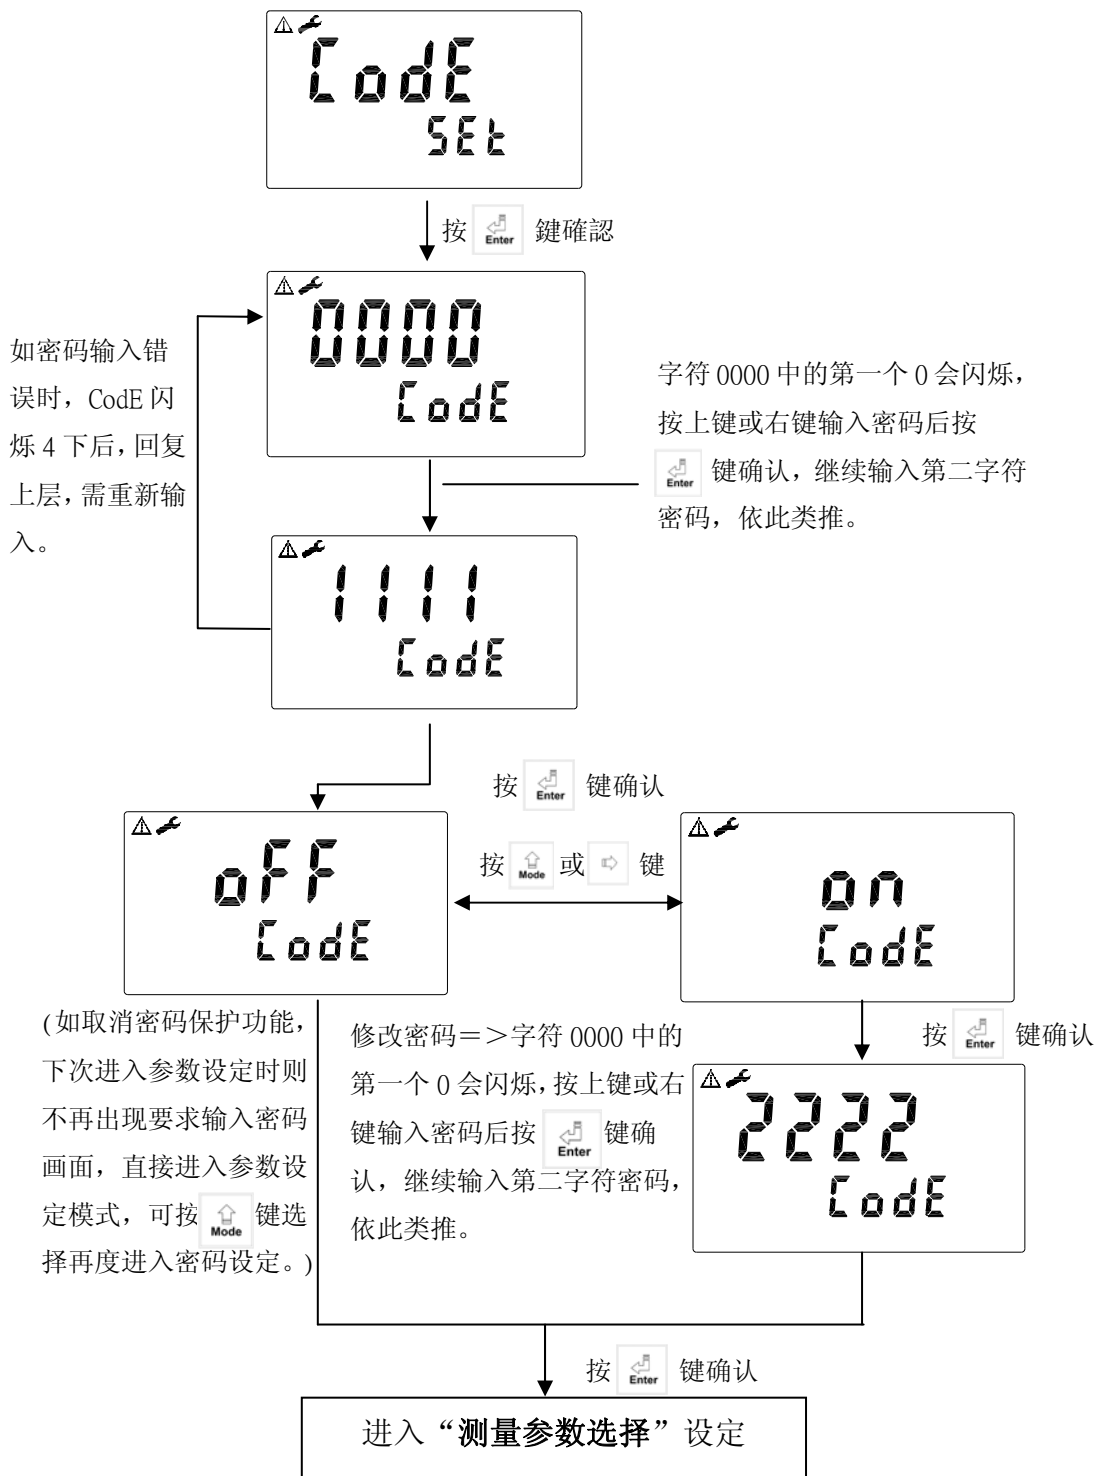 CodE
SEt
按 Enter 鍵確認
0000
CodE
如密码输入错
误时，CodE 闪
烁 4 下后，回复
上层，需重新输
入。
字符 0000 中的第一个 0 会闪烁，
按上键或右键输入密码后按
Enter 键确认，继续输入第二字符
密码，依此类推。
1111
CodE
按 Enter 键确认
oFF
CodE
按 Mode 或 键
on
CodE
(如取消密码保护功能，
下次进入参数设定时则
不再出现要求输入密码
画面，直接进入参数设
定模式，可按 Mode 键选
择再度进入密码设定。)
修改密码＝＞字符 0000 中的
第一个 0 会闪烁，按上键或右
键输入密码后按 Enter 键确
认，继续输入第二字符密码，
依此类推。
按 Enter 键确认
2222
CodE
按 Enter 键确认
进入“测量参数选择”设定